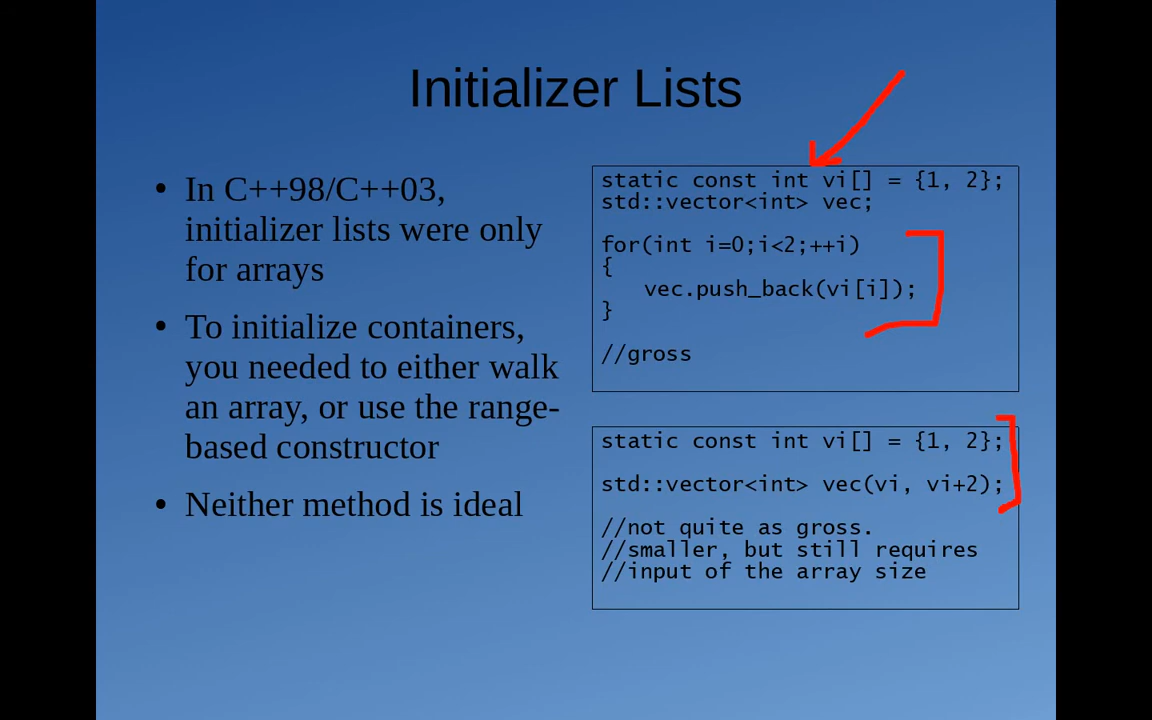 Initializer Lists
• In C++98/C++03,
initializer lists were only
for arrays
• To initialize containers,
you needed to either walk
an array, or use the range-
based constructor
• Neither method is ideal
static const int vi[] = {1, 2};
std::vector<int> vec;
for(int i=0;i<2;++i)
{
vec.push_back(vi[i]);
}
//gross
static const int vi[] = {1, 2};
std::vector<int> vec(vi, vi+2);
//not quite as gross.
//smaller, but still requires
//input of the array size